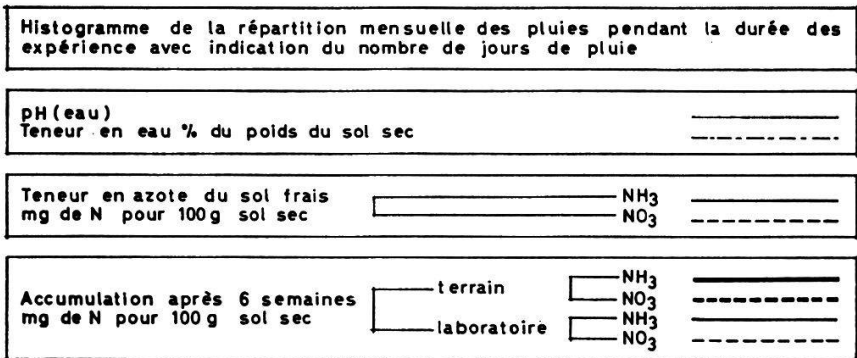 Histogramme de la répartition mensuelle des pluies pendant la durée des
expérience avec indication du nombre de jours de pluie
pH (eau)
Teneur en eau % du poids du sol sec
Teneur en azote du sol frais
mg de N pour 100 g sol sec
NH3
NO3
Accumulation après 6 semaines
mg de N pour 100 g sol sec
terrain
NH3
NO3
laboratoire
NH3
NO3